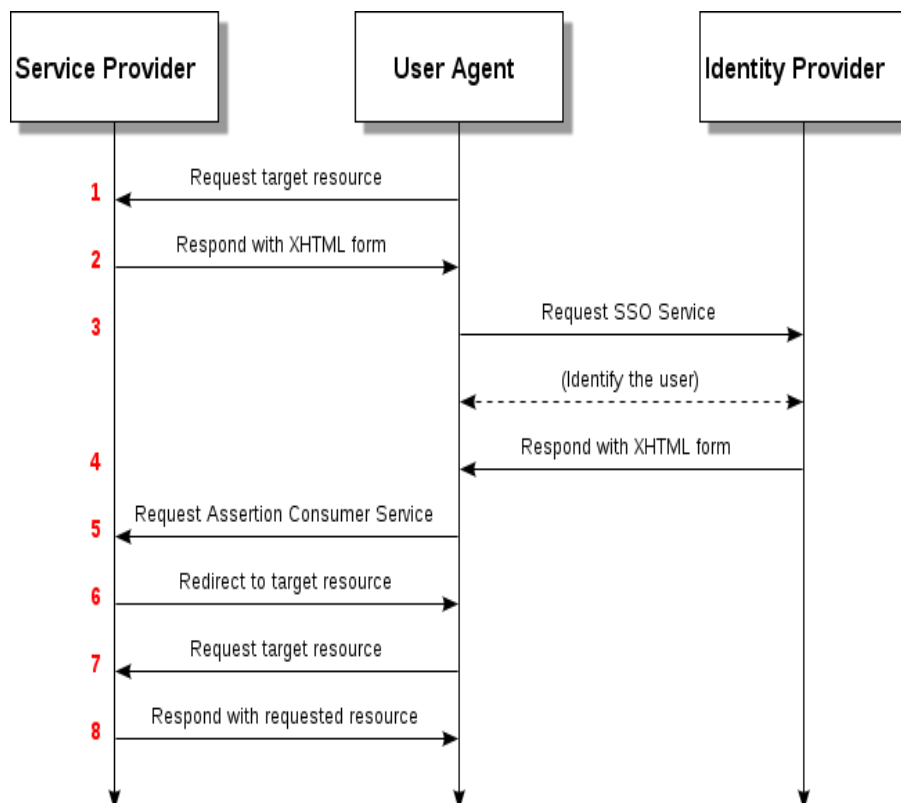 Service Provider
User Agent
Identity Provider
Request target resource
1
Respond with XHTML form
2
Request SSO Service
3
(Identify the user)
Respond with XHTML form
4
Request Assertion Consumer Service
5
Redirect to target resource
6
Request target resource
7
Respond with requested resource
8